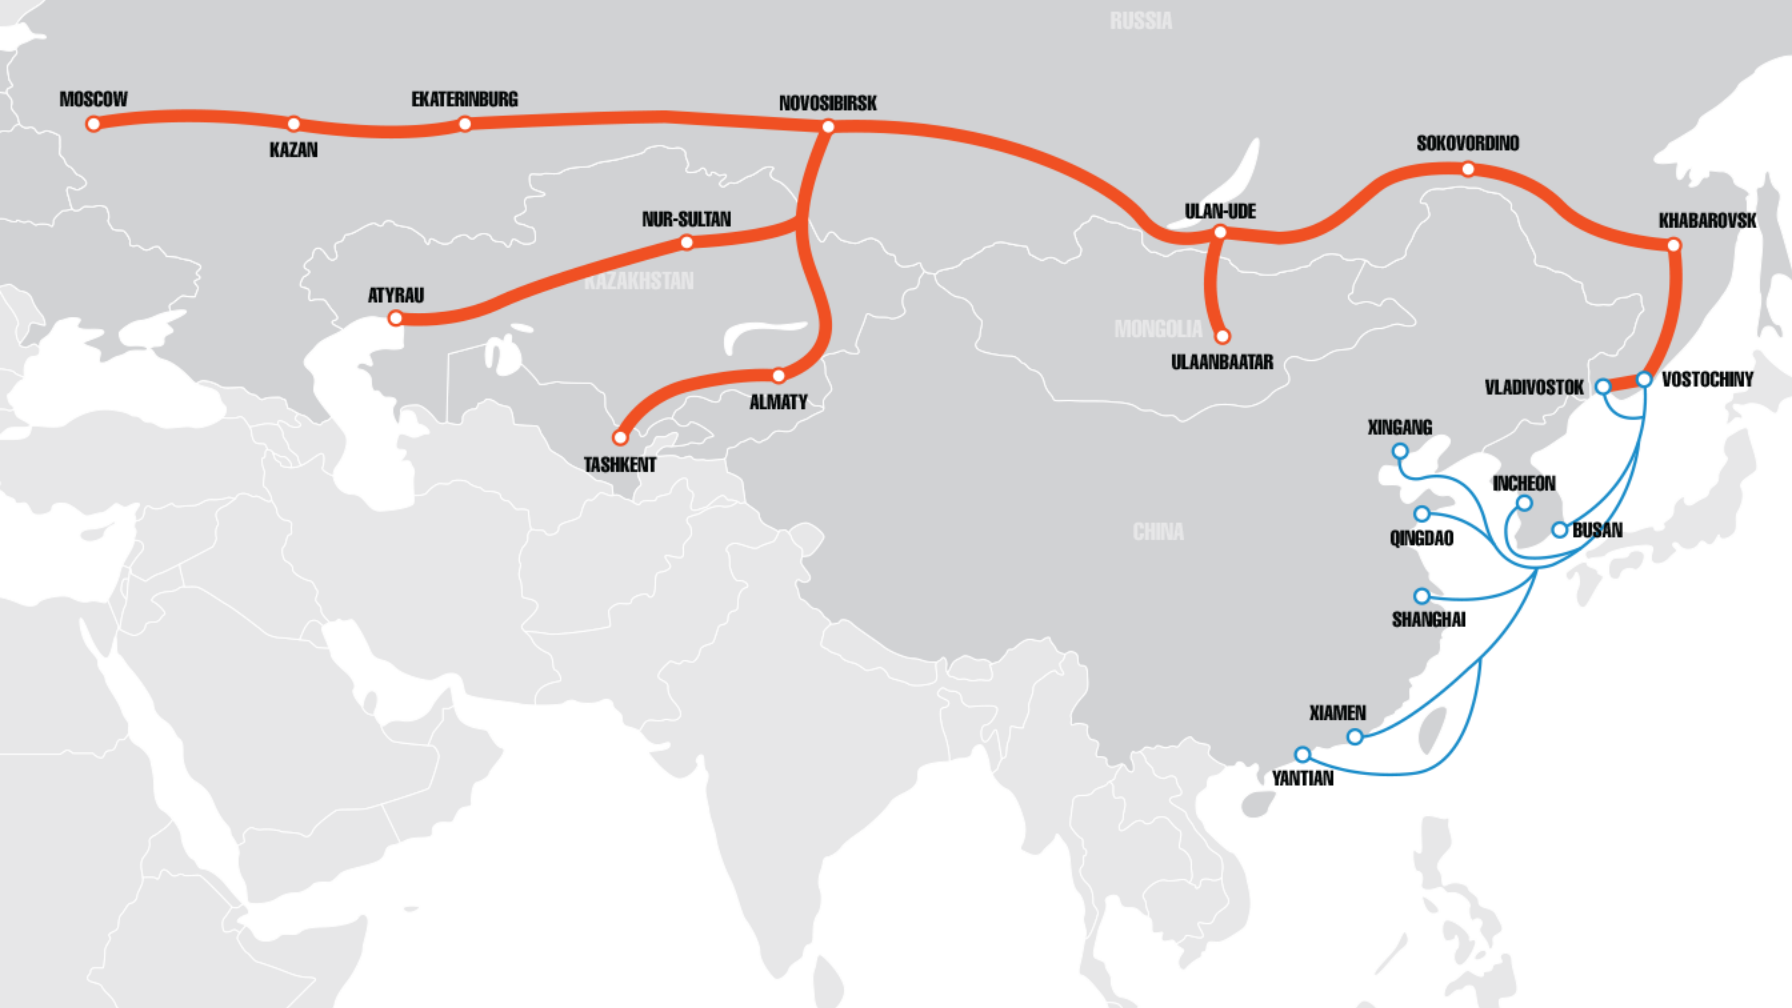 RUSSIA
MOSCOW
EKATERINBURG
NOVOSIBIRSK
KAZAN
SOKOVORDINO
NUR-SULTAN
ULAN-UDE
KHABAROVSK
KAZAKHSTAN
ATYRAU
MONGOLIA
ULAANBAATAR
VLADIVOSTOK
VOSTOCHINY
ALMATY
XINGANG
TASHKENT
INCHEON
CHINA
QINGDAO
BUSAN
SHANGHAI
XIAMEN
YANTIAN